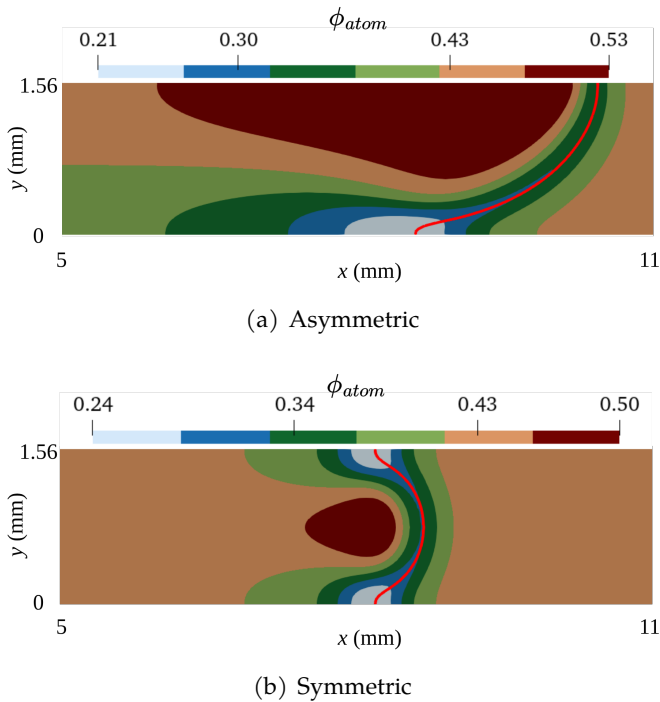 ϕatom
0.21 0.30 0.43 0.53
1.56
y (mm)
0
5 11
x (mm)
(a) Asymmetric
ϕatom
0.24 0.34 0.43 0.50
1.56
y (mm)
0
5 11
x (mm)
(b) Symmetric